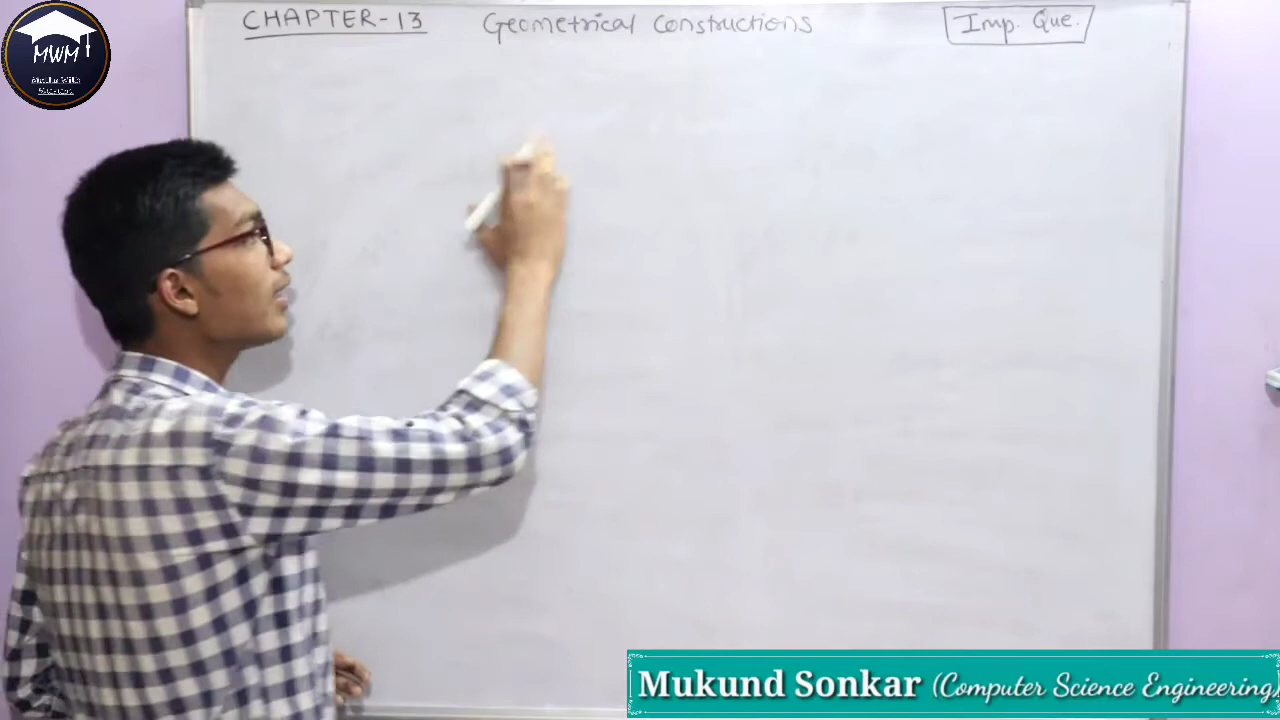 CHAPTER-13 Geometrical Constructions Imp. Que.
MWM
Mukund Sonkar (Computer Science Engineering)